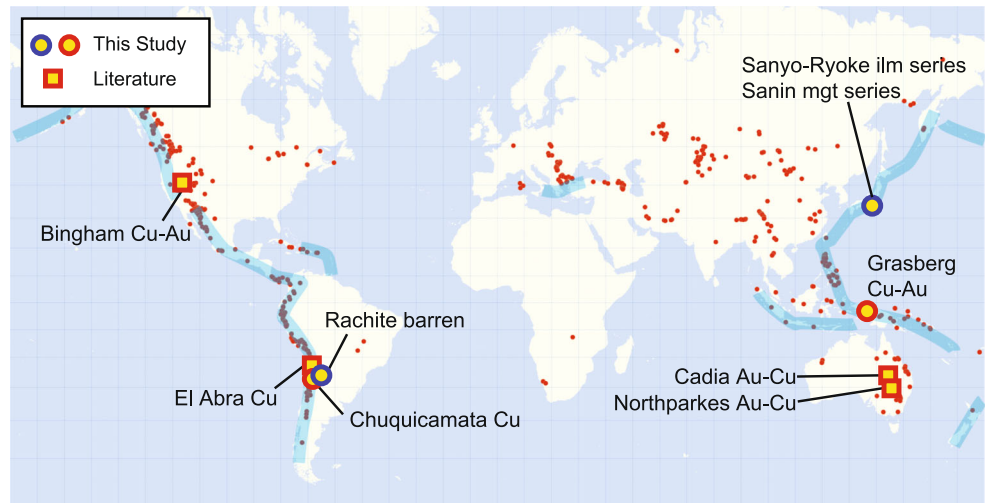 This Study
Literature
Sanyo-Ryoke ilm series
Sanin mgt series
Bingham Cu-Au
Grasberg
Cu-Au
Rachite barren
El Abra Cu
Chuquicamata Cu
Cadia Au-Cu
Northparkes Au-Cu